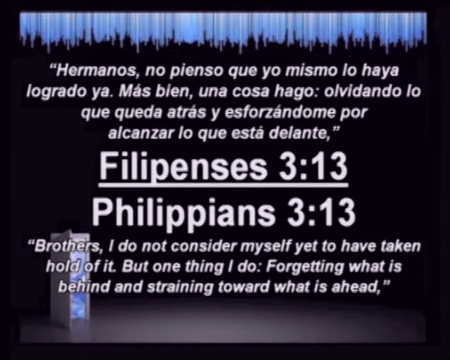 “Hermanos, no pienso que yo mismo lo haya
logrado ya. Más bien, una cosa hago: olvidando lo
que queda atrás y esforzándome por
alcanzar lo que está delante,”
Filipenses 3:13
Philippians 3:13
“Brothers, I do not consider myself yet to have taken
hold of it. But one thing I do: Forgetting what is
behind and straining toward what is ahead,”